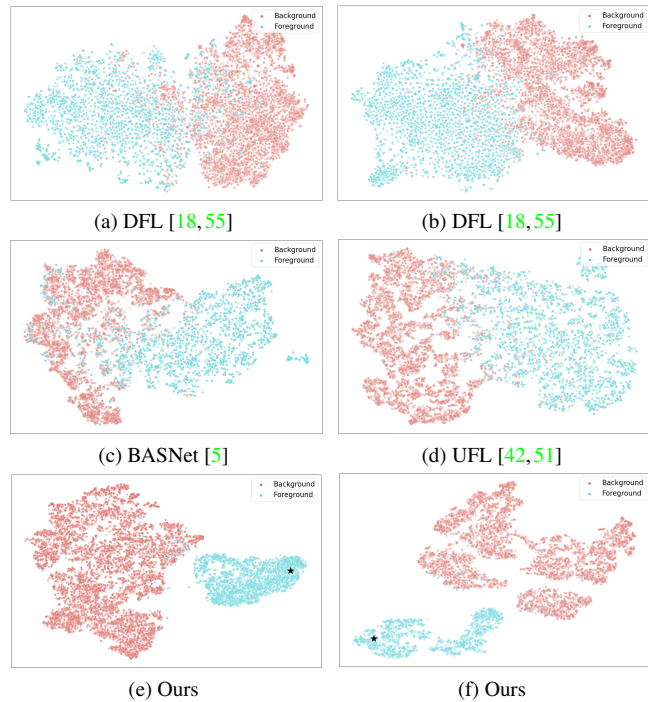 Background
Foreground
Background
Foreground
(a) DFL [18,55]
(b) DFL [18,55]
Background
Foreground
Background
Foreground
(c) BASNet [5]
(d) UFL [42,51]
Background
Foreground
Background
Foreground
(e) Ours
(f) Ours